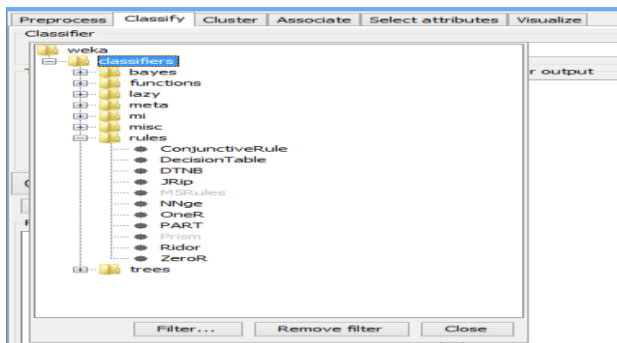 Preprocess Classify Cluster Associate Select attributes Visualize
Classifier
weka
classifiers
r output
bayes
functions
lazy
meta
mi
misc
rules
ConjunctiveRule
DecisionTable
DTNB
JRip
M5Rules
NNge
OneR
PART
Prism
Ridor
ZeroR
trees
Filter... Remove filter Close